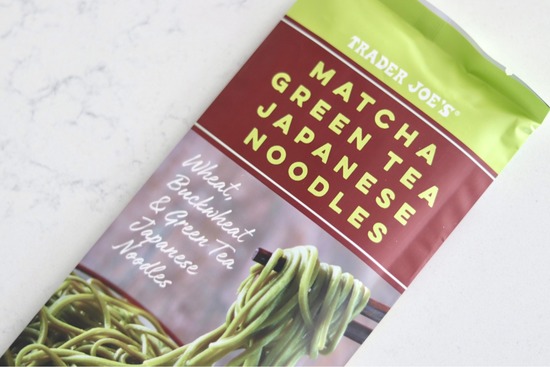 TRADER JOE'S®
MATCHA
GREEN TEA
JAPANESE
NOODLES
Wheat,
Buckwheat
& Green Tea
Japanese
Noodles